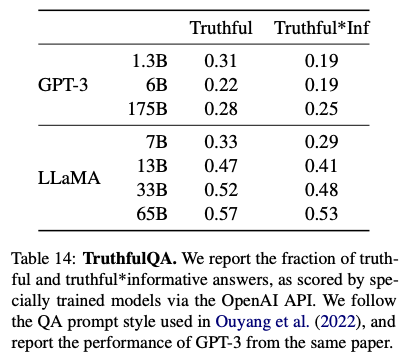 Truthful Truthful*Inf
1.3B 0.31 0.19
GPT-3 6B 0.22 0.19
175B 0.28 0.25
7B 0.33 0.29
13B 0.47 0.41
LLaMA
33B 0.52 0.48
65B 0.57 0.53
Table 14: TruthfulQA. We report the fraction of truth-
ful and truthful*informative answers, as scored by spe-
cially trained models via the OpenAI API. We follow
the QA prompt style used in Ouyang et al. (2022), and
report the performance of GPT-3 from the same paper.